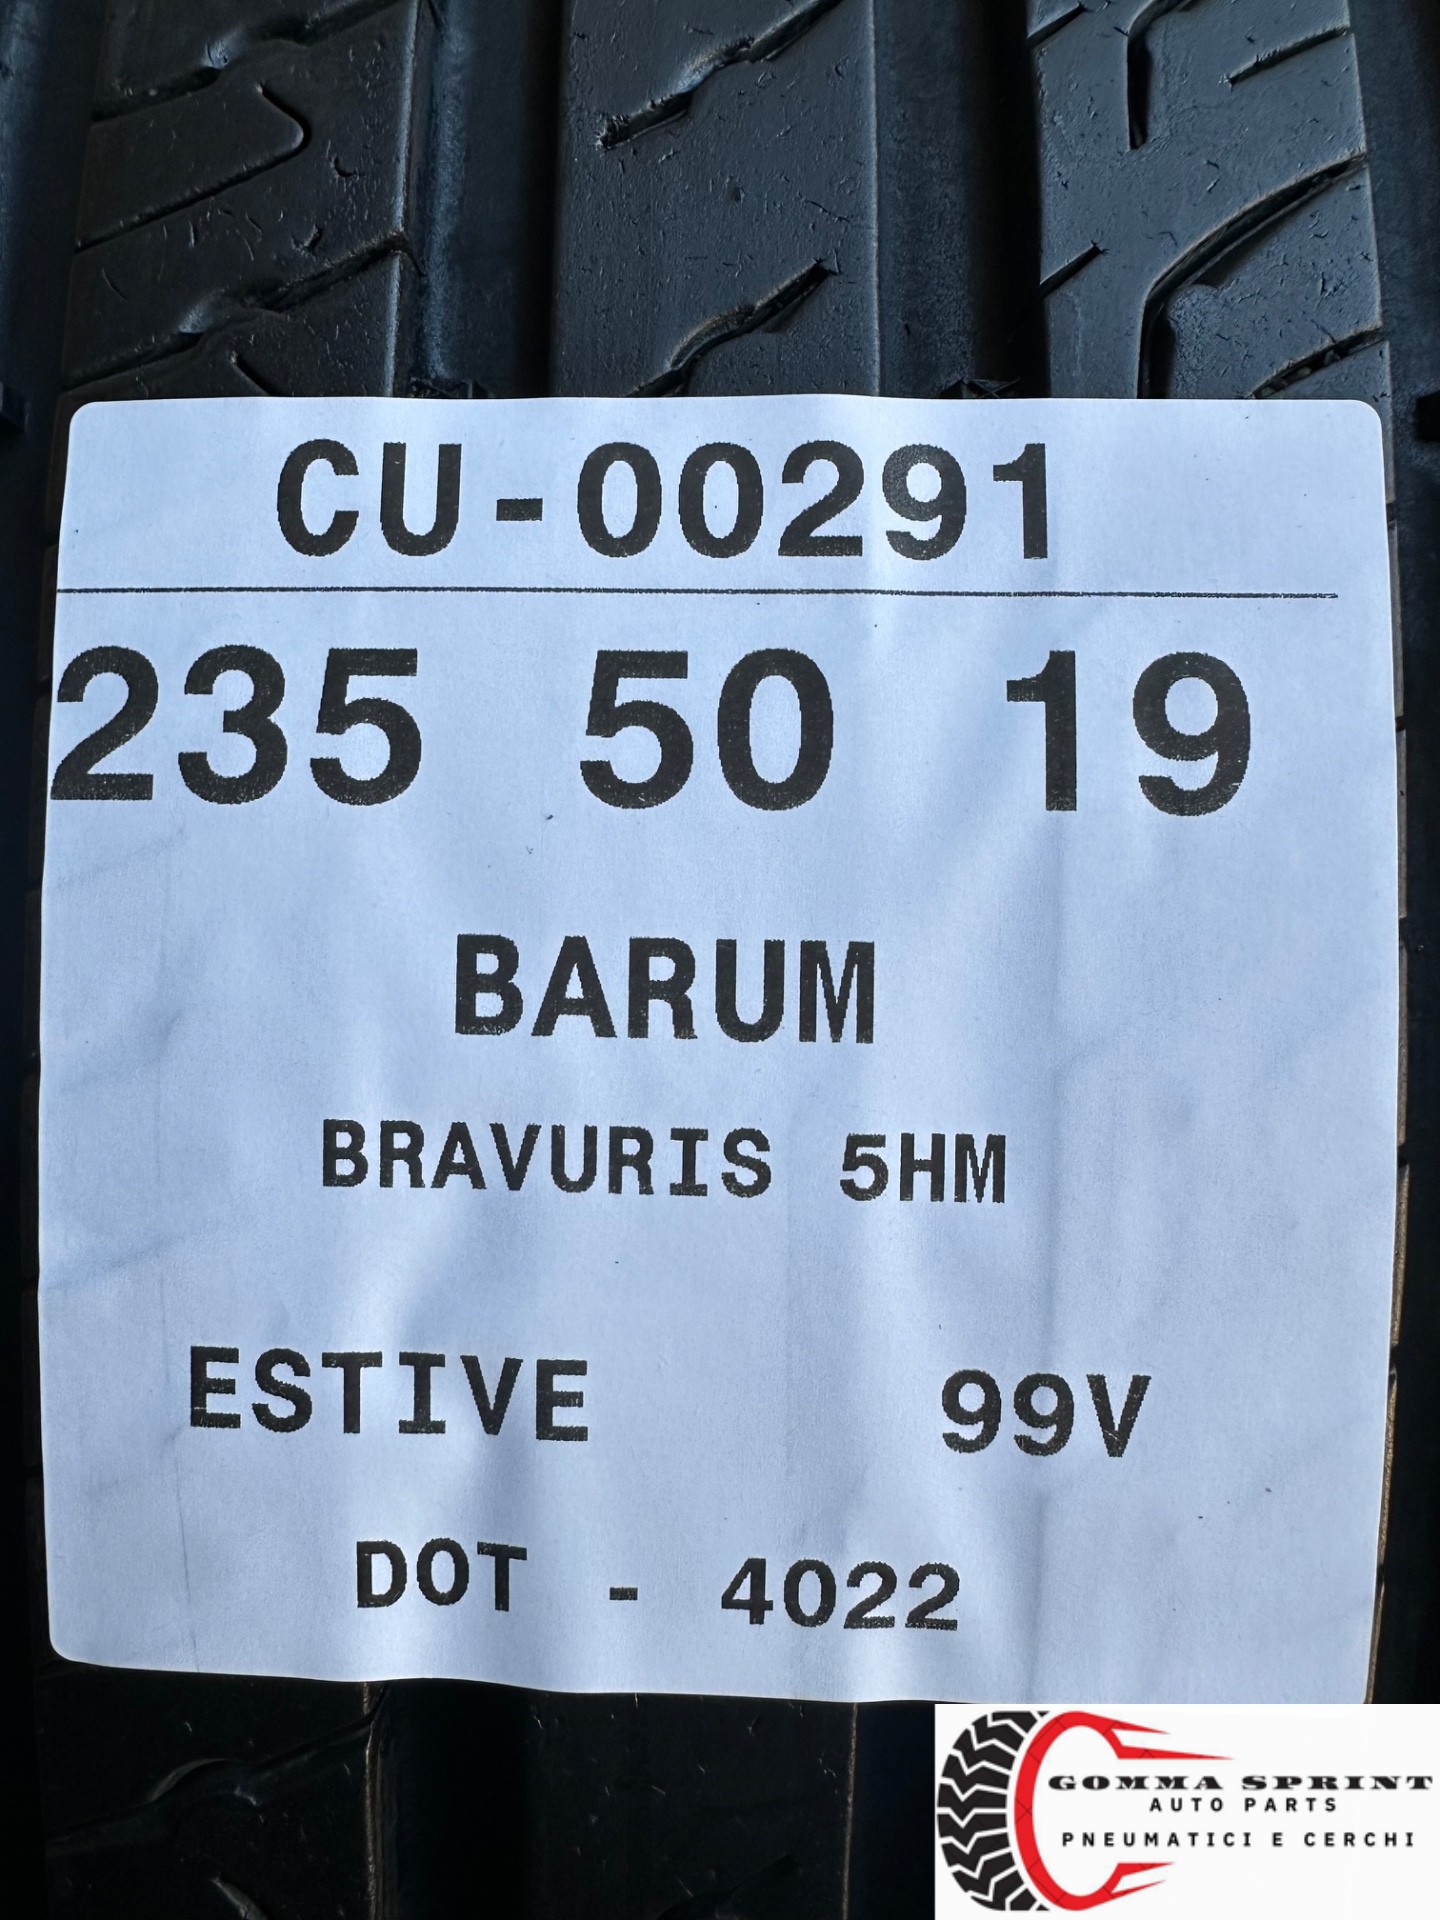 CU-00291
235 50 19
BARUM
BRAVURIS 5HM
ESTIVE 99V
DOT - 4022
GOMMA SPRINT
AUTO PARTS
PNEUMATICI E CERCHI